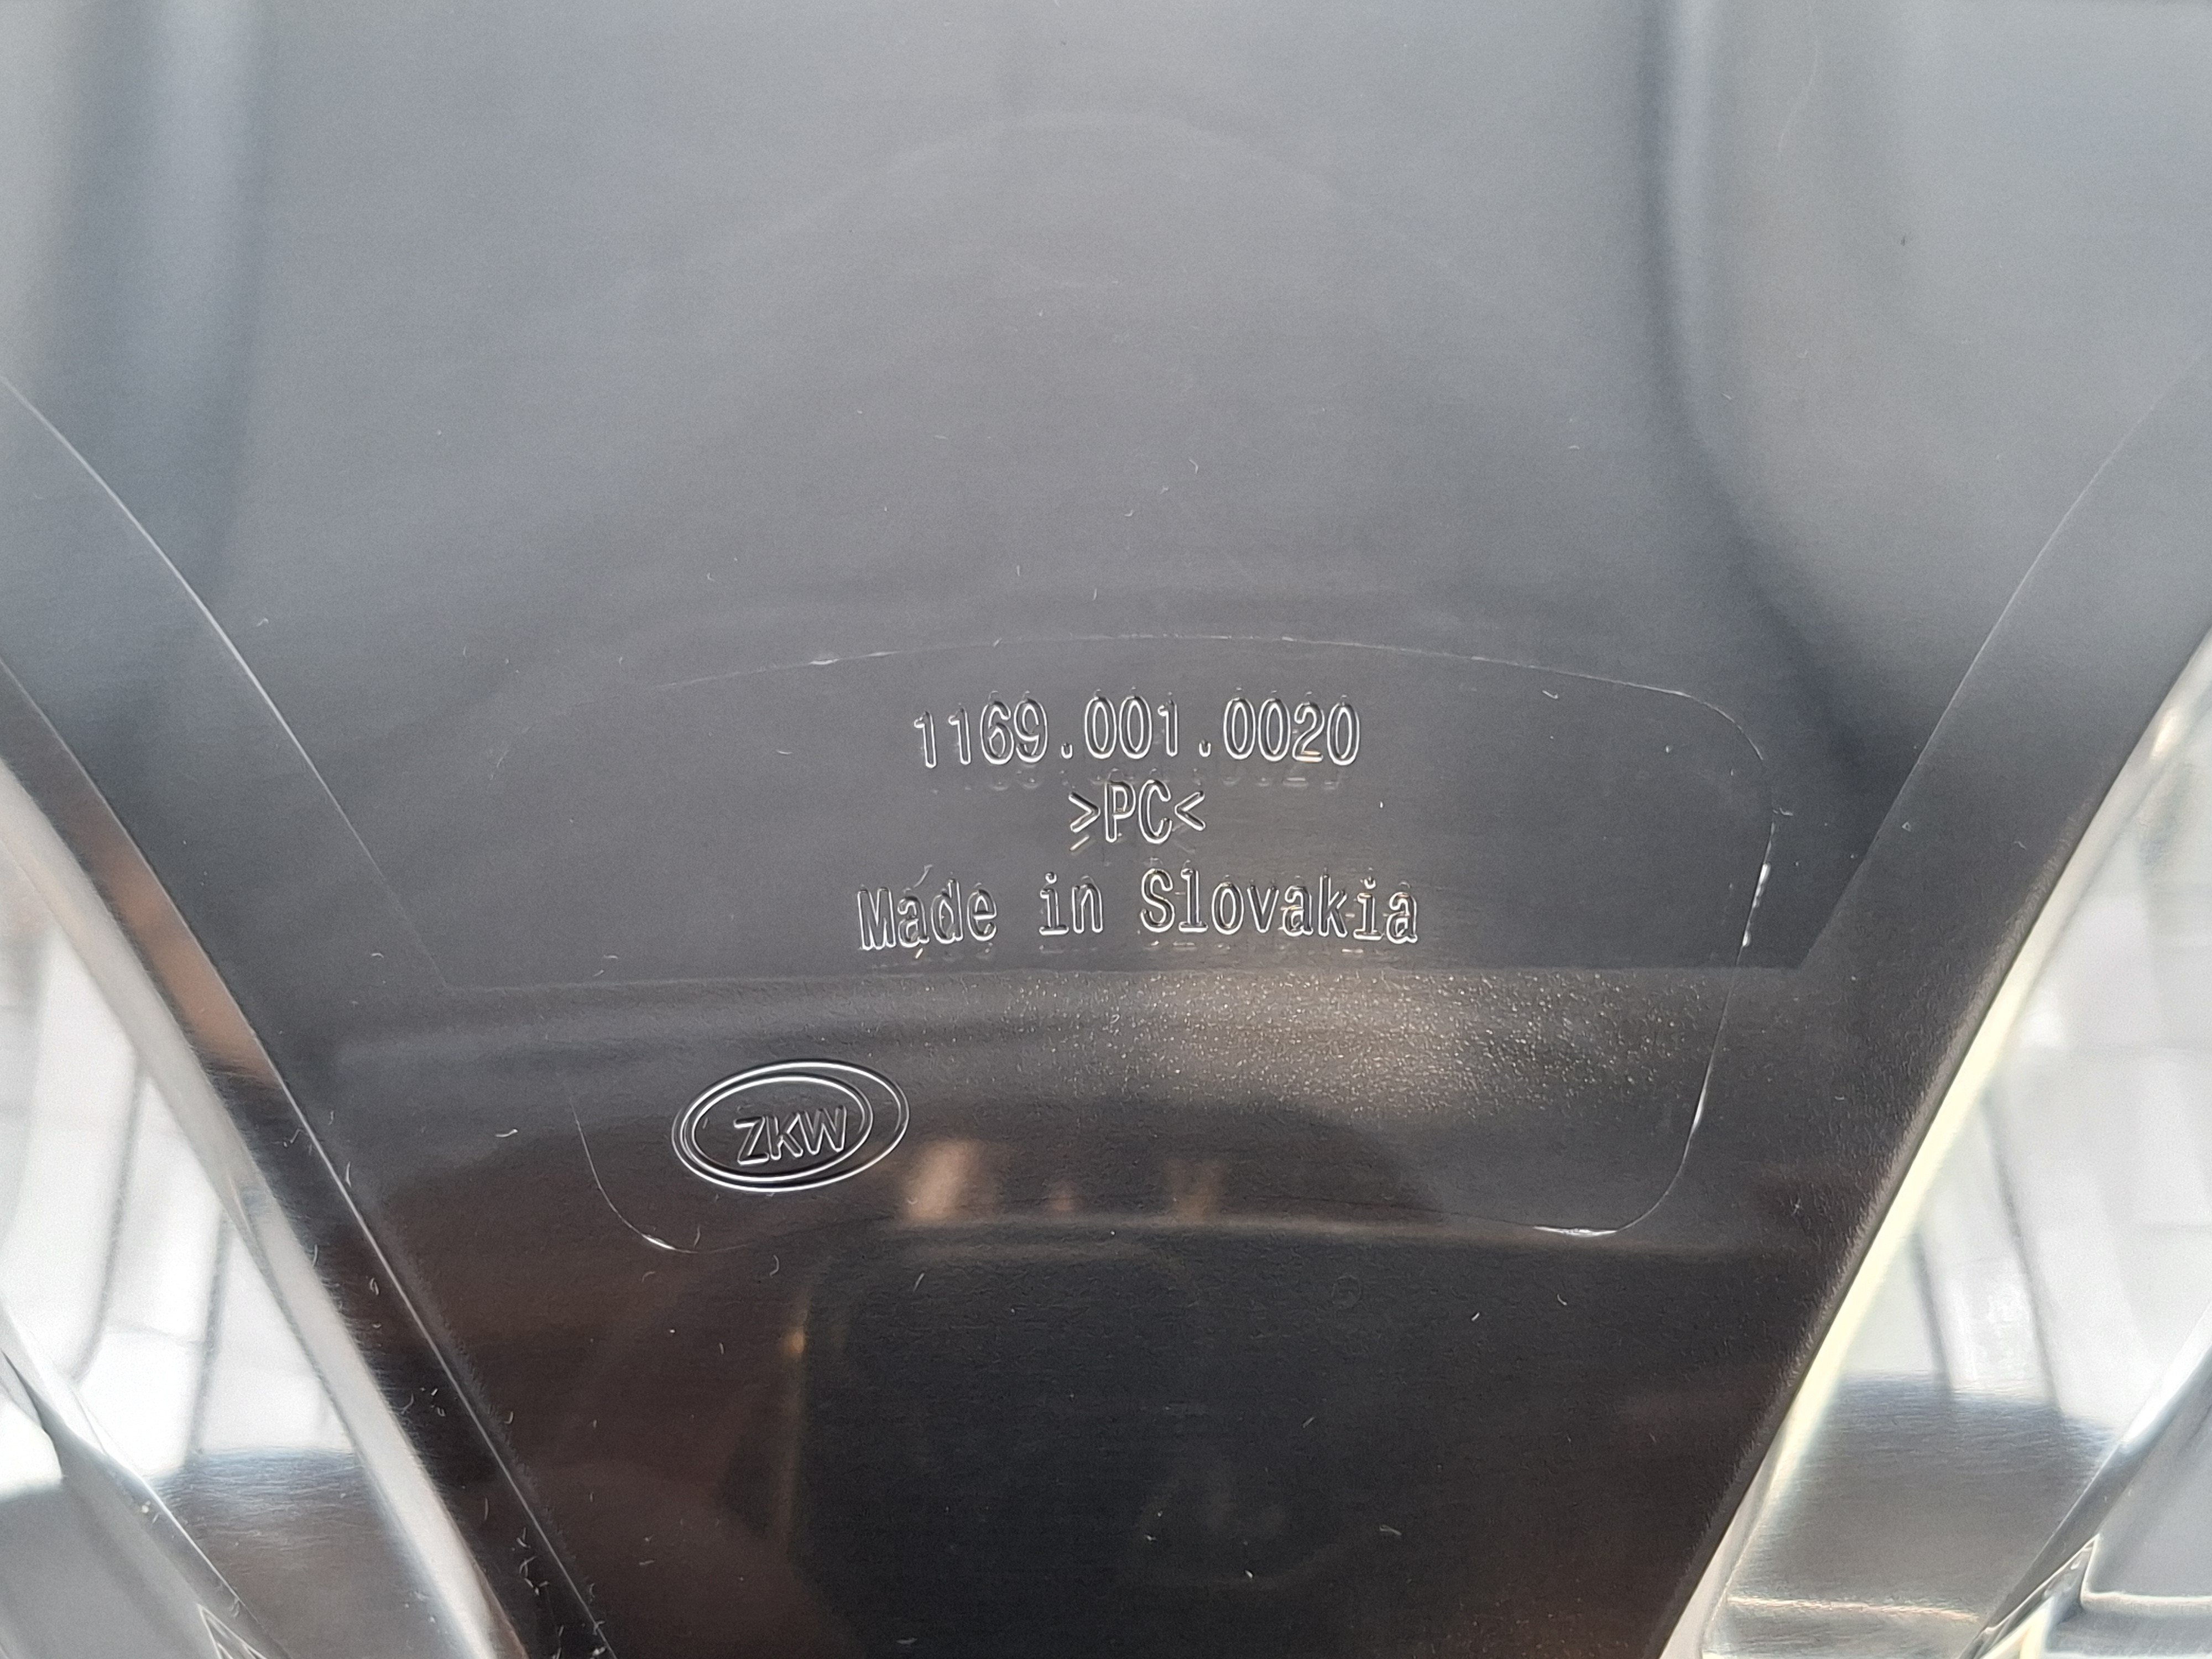 1169.001.0020
>PC<
Made in Slovakia
ZKW